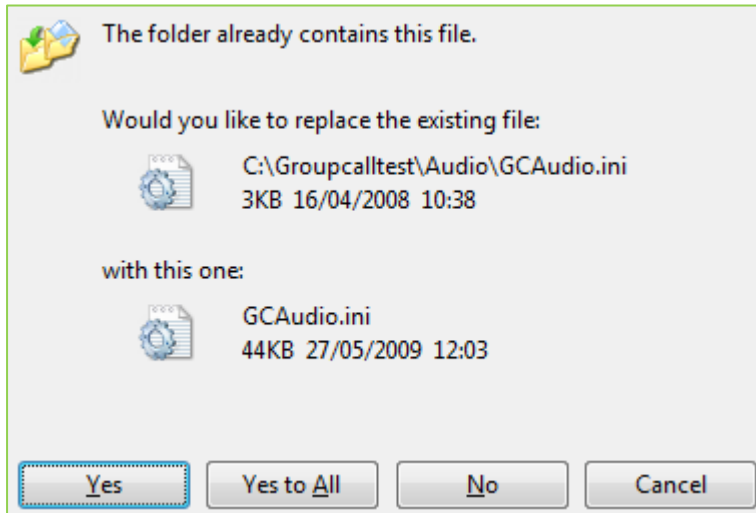 The folder already contains this file.
Would you like to replace the existing file:
C:\Groupcalltest\Audio\GCAudio.ini
3KB 16/04/2008 10:38
with this one:
GCAudio.ini
44KB 27/05/2009 12:03
Yes
Yes to All
No
Cancel